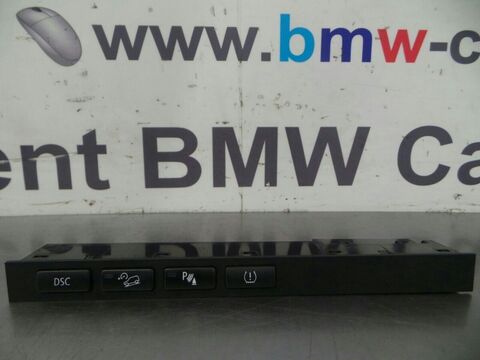 www.bmw-c
ent BMW Ca
DSC
P
(!)